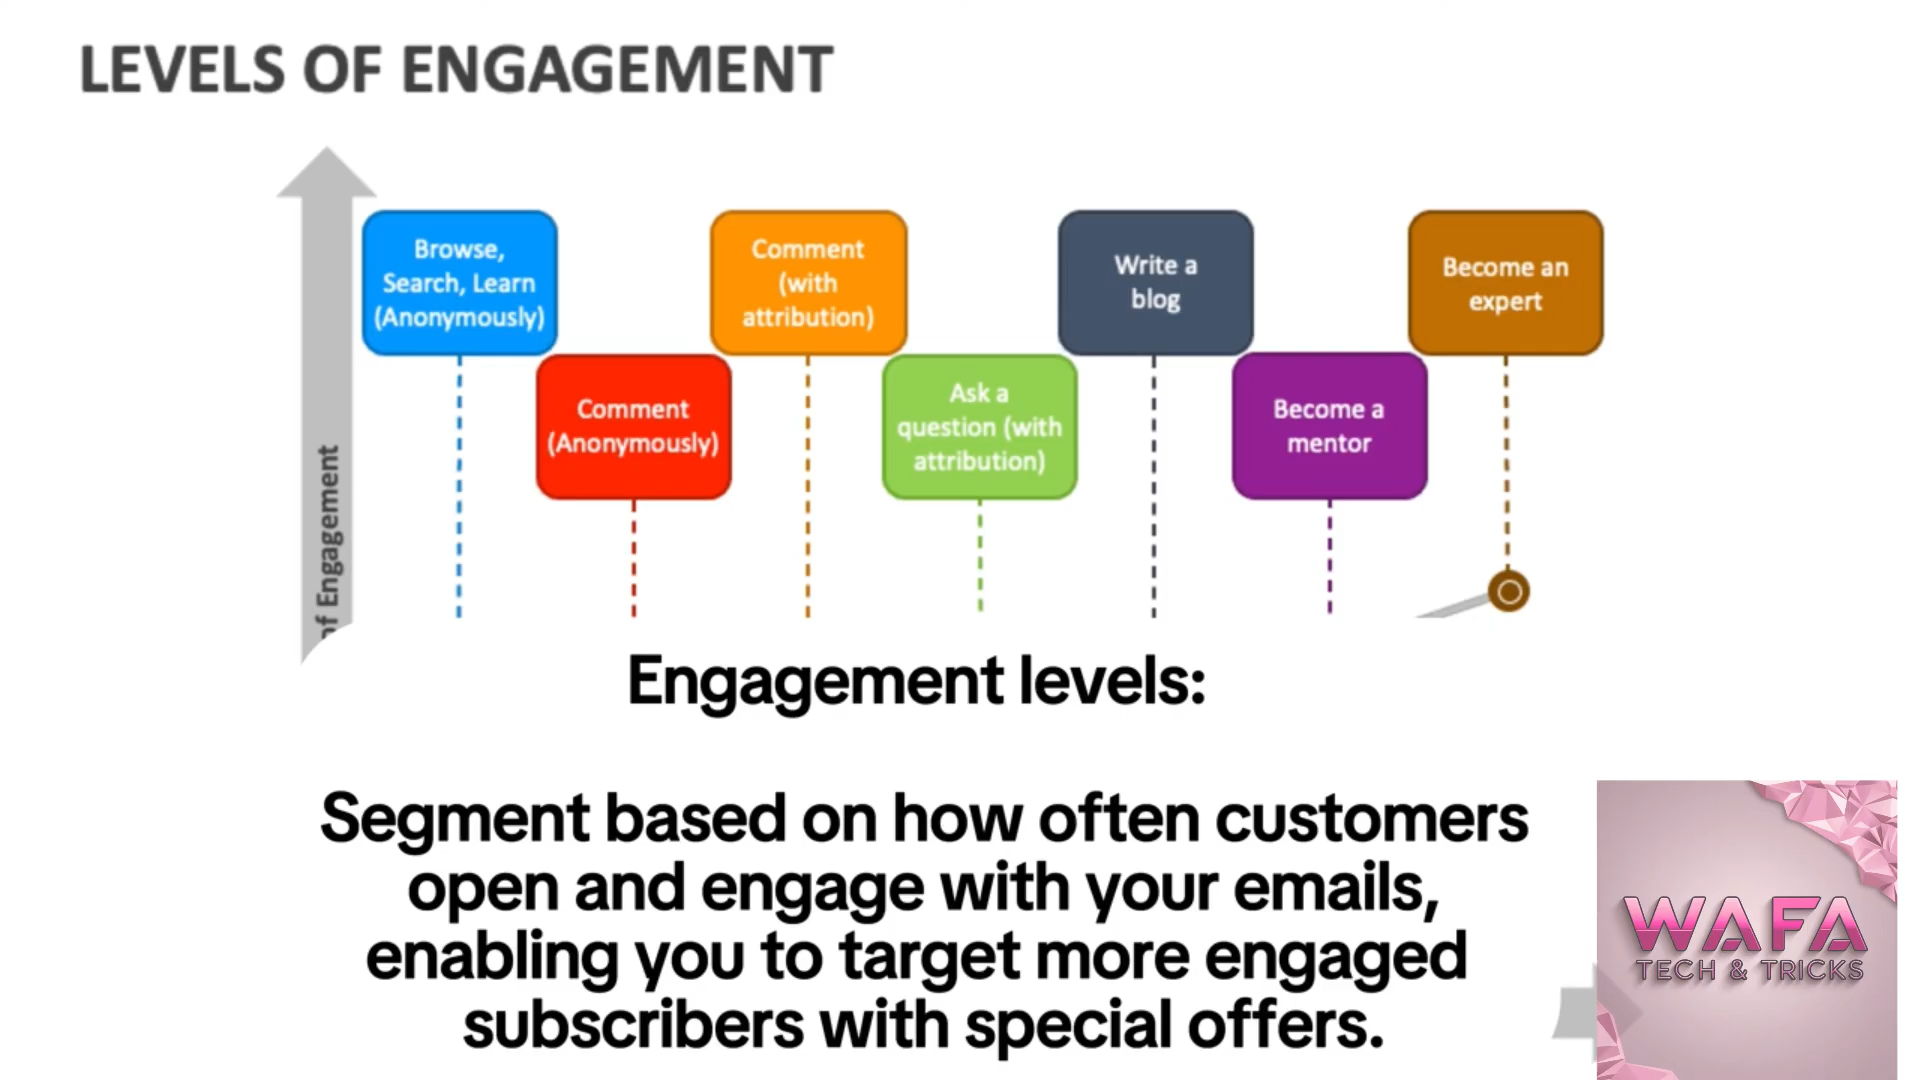 LEVELS OF ENGAGEMENT
Browse,
Search, Learn
(Anonymously)
Comment
(Anonymously)
Comment
(with
attribution)
Ask a
question (with
attribution)
Write a
blog
Become a
mentor
Become an
expert
of Engagement
Engagement levels:
Segment based on how often customers
open and engage with your emails,
enabling you to target more engaged
subscribers with special offers.
WAFA
TECH & TRICKS